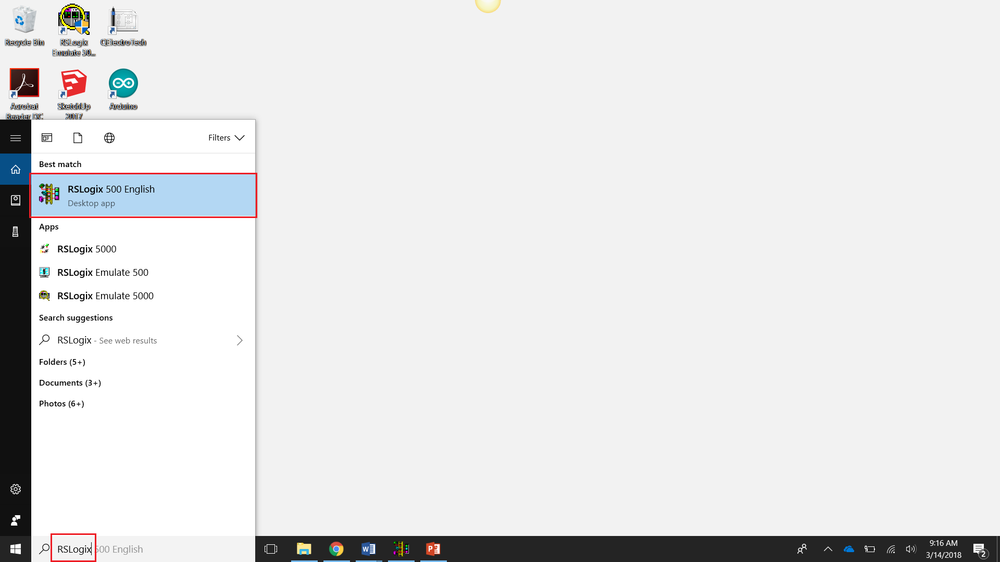 Recycle Bin
RSLogix
Emulate 50...
QElectroTech
Acrobat
Reader DC
SketchUp
2017
Arduino
Filters
Best match
RSLogix 500 English
Desktop app
Apps
RSLogix 5000
RSLogix Emulate 500
RSLogix Emulate 5000
Search suggestions
RSLogix - See web results
Folders (5+)
Documents (3+)
Photos (6+)
RSLogix 500 English
9:16 AM
3/14/2018
2